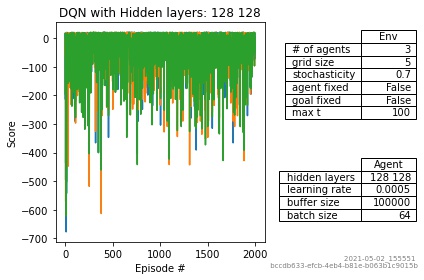 DQN with Hidden layers: 128 128
Score
0
−100
−200
−300
−400
−500
−600
−700
0 500 1000 1500 2000
Episode #
Env
# of agents 3
grid size 5
stochasticity 0.7
agent fixed False
goal fixed False
max t 100
Agent
hidden layers 128 128
learning rate 0.0005
buffer size 100000
batch size 64
2021-05-02_155551
bccdb633-efcb-4eb4-b81e-b063b1c9015b